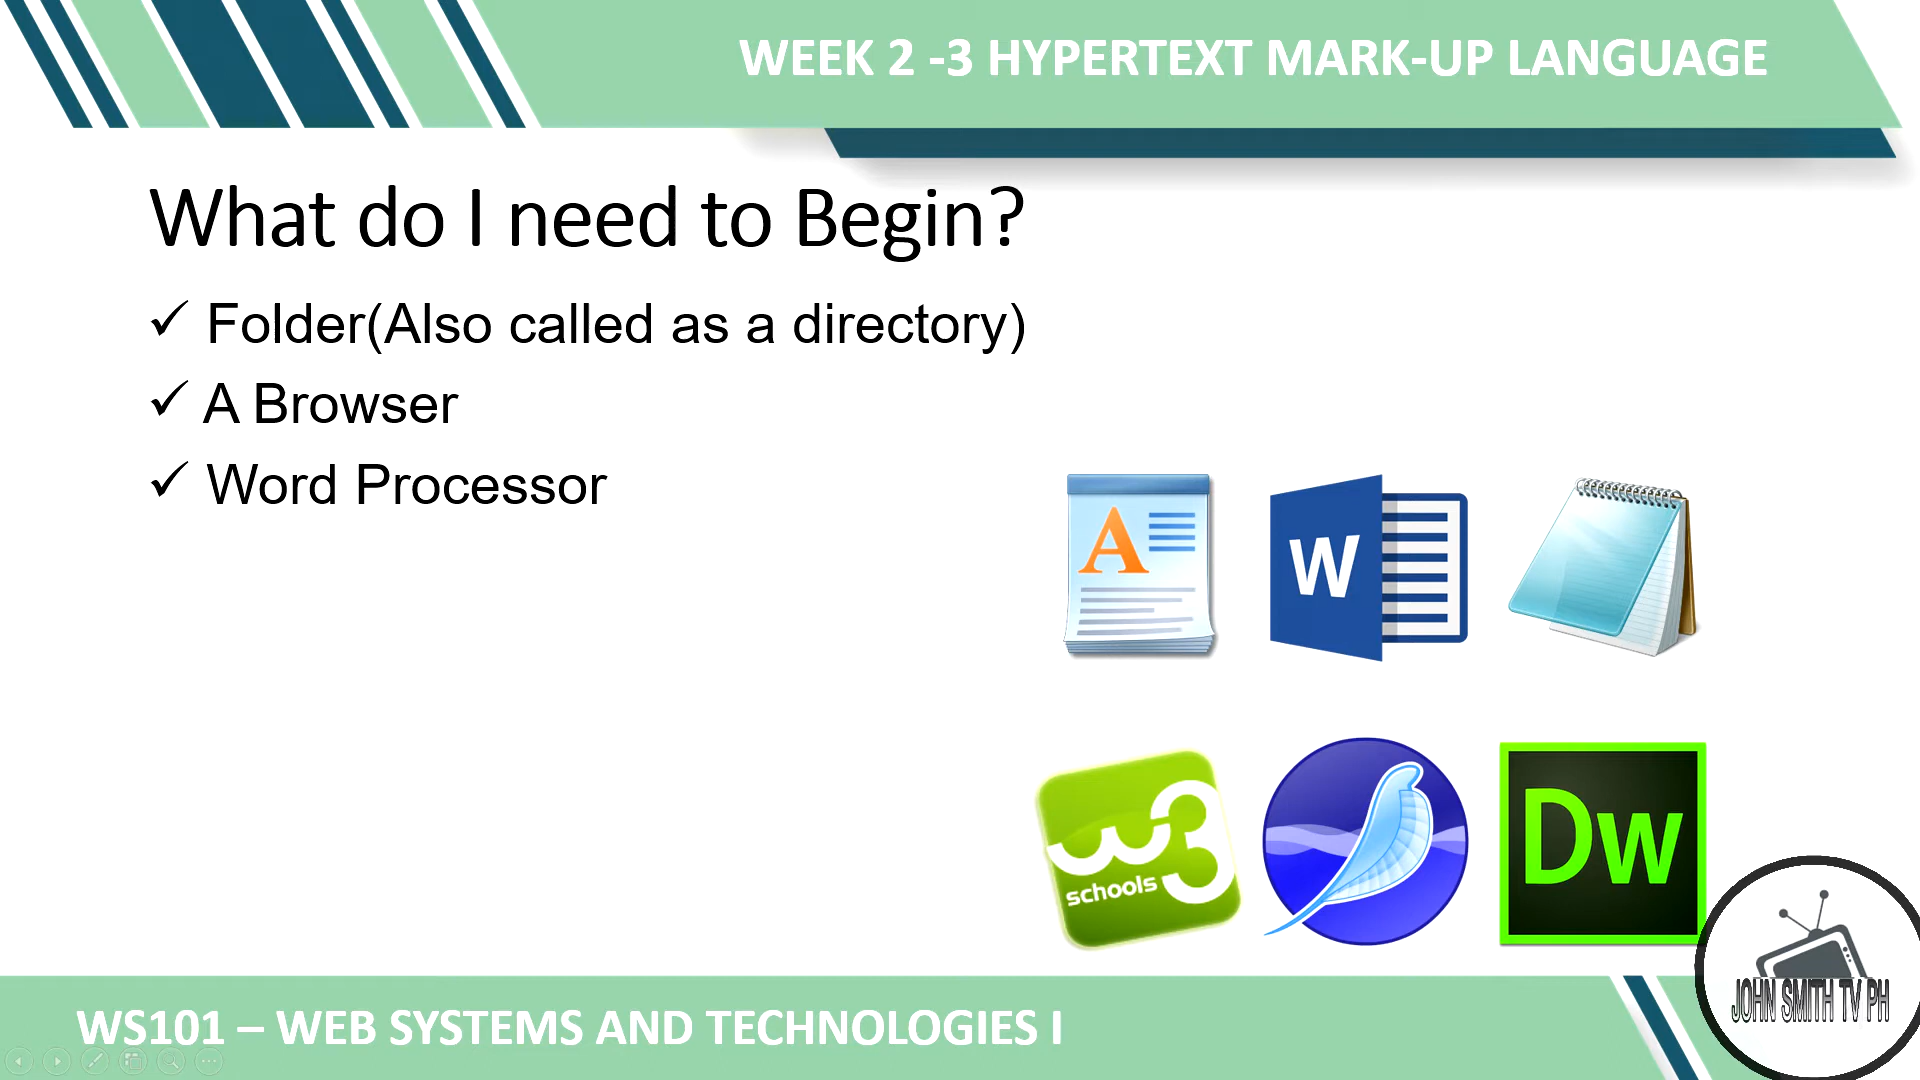 WEEK 2 -3 HYPERTEXT MARK-UP LANGUAGE
What do I need to Begin?
✓ Folder(Also called as a directory)
✓ A Browser
✓ Word Processor
A
W
w3
schools
Dw
JOHN SMITH TV PH
WS101 – WEB SYSTEMS AND TECHNOLOGIES I